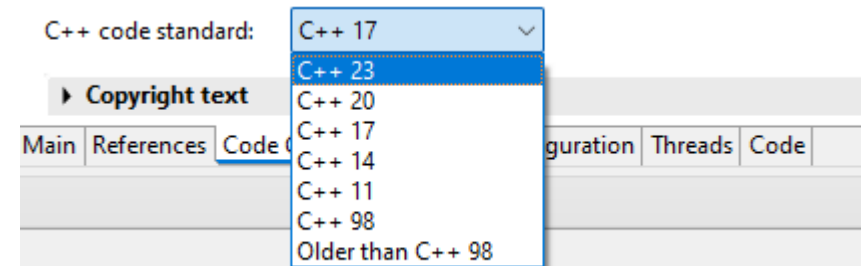 C++ code standard: C++ 17
C++ 23
Copyright text C++ 20
C++ 17
Main References Code guration Threads Code
C++ 14
C++ 11
C++ 98
Older than C++ 98